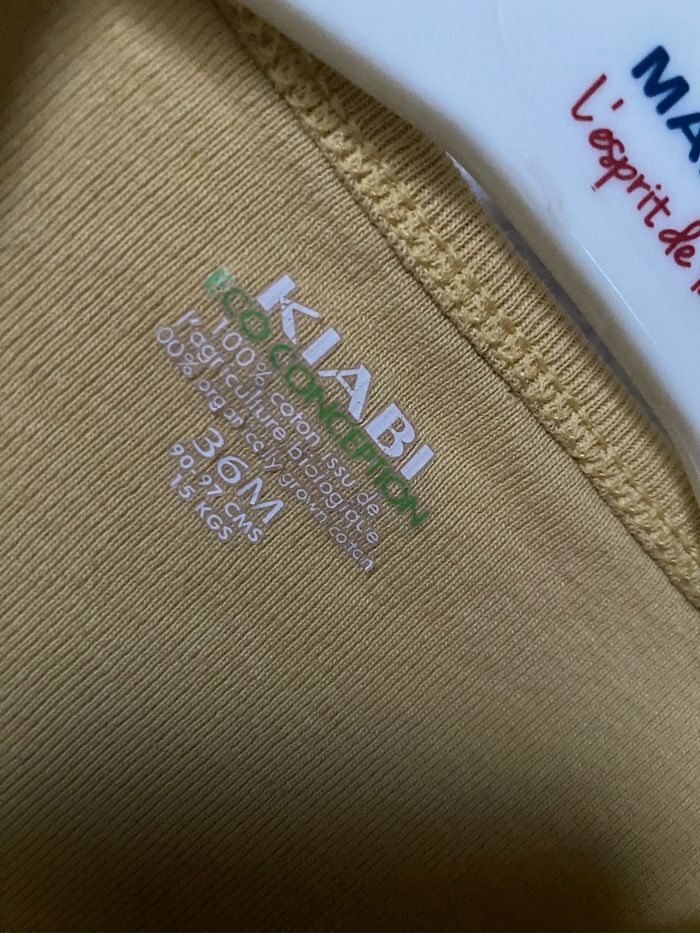 MA
l'esprit de
KIABI
ECO CONCEPTION
100% coton issu de
l'agriculture biologique
00% organically grown cotton
36M
90-97 CMS
15 KGS